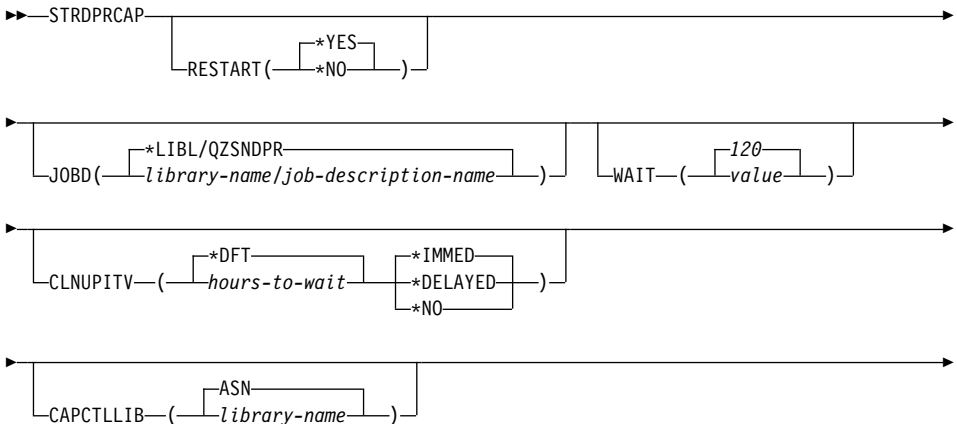 STRDPRCAP
*YES
RESTART( *NO )
*LIBL/QZSNDPR 120
JOBD( library-name/job-description-name ) WAIT ( value )
*DFT *IMMED
CLNUPITV ( hours-to-wait *DELAYED )
*NO
ASN
CAPCTLLIB ( library-name )